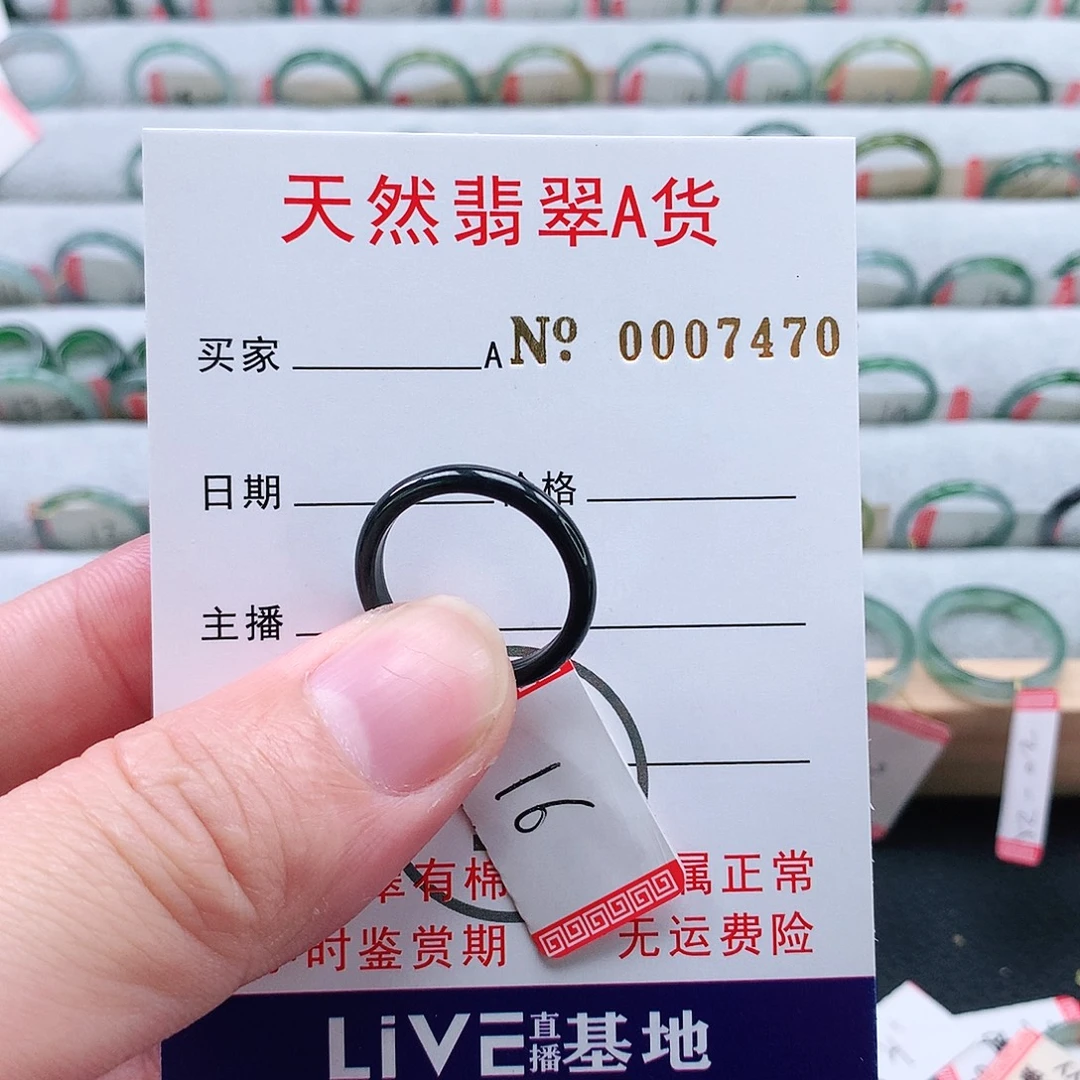 天然翡翠A货
买家 A Nº 0007470
日期 格
主播
16
有棉 属正常
时鉴赏期 无运费险
LiVE直播基地